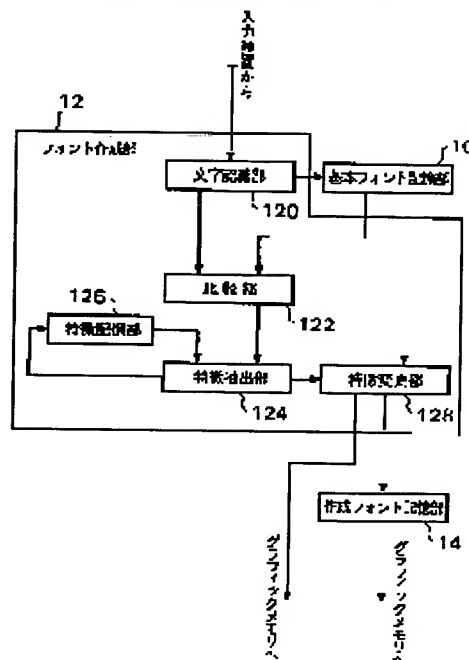 入力装置から
12
フォント作成部
10
文字認識部
基本フォント記憶部
120
比較部
122
126
特徴記憶部
特徴抽出部
124
特徴変更部
128
作成フォント記憶部
14
グラフィックメモリへ
グラフィックメモリへ